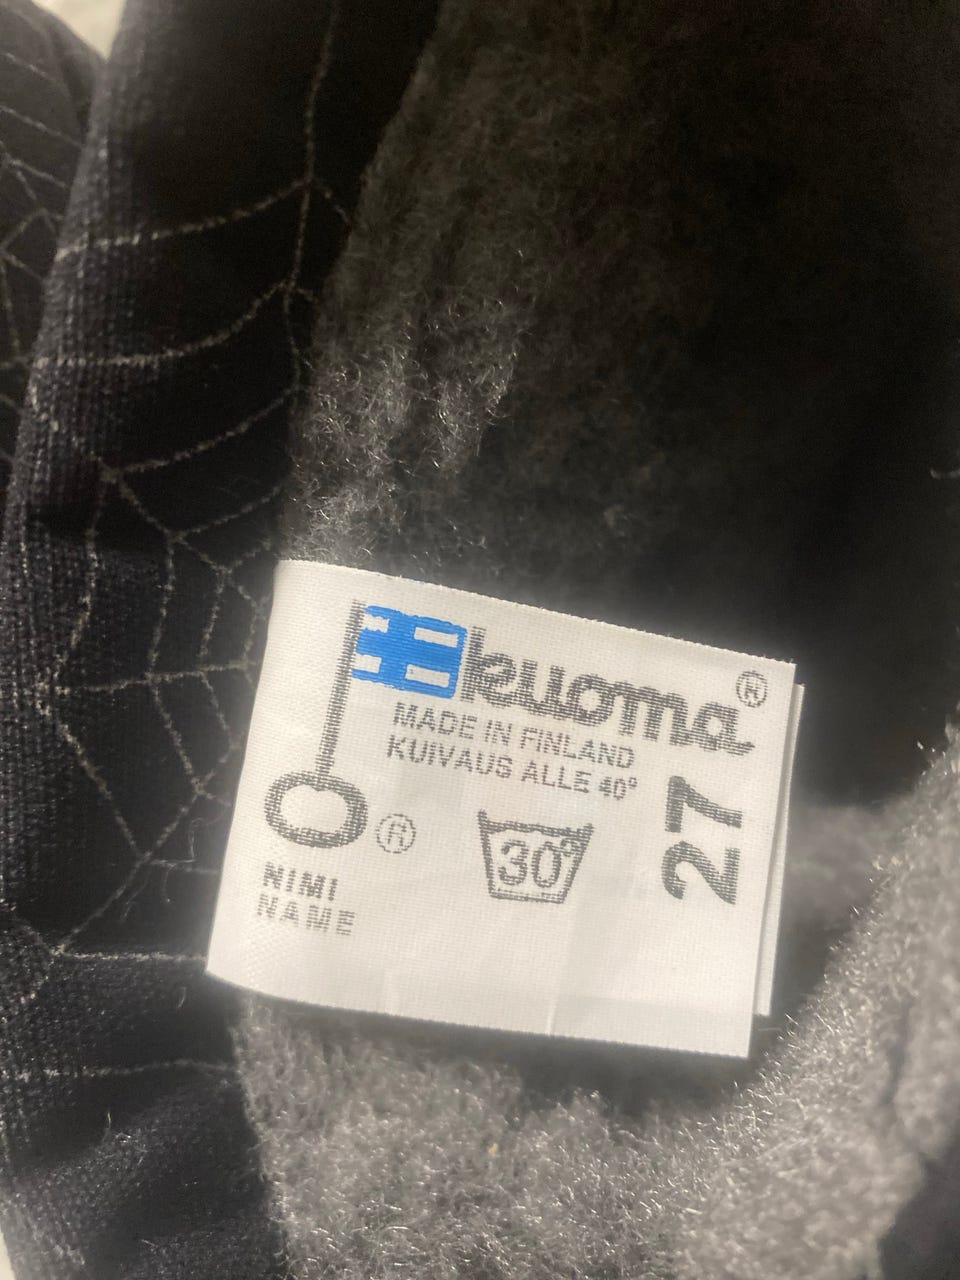 kuoma®
MADE IN FINLAND
KUIVAUS ALLE 40°
®
30°
27
NIMI
NAME